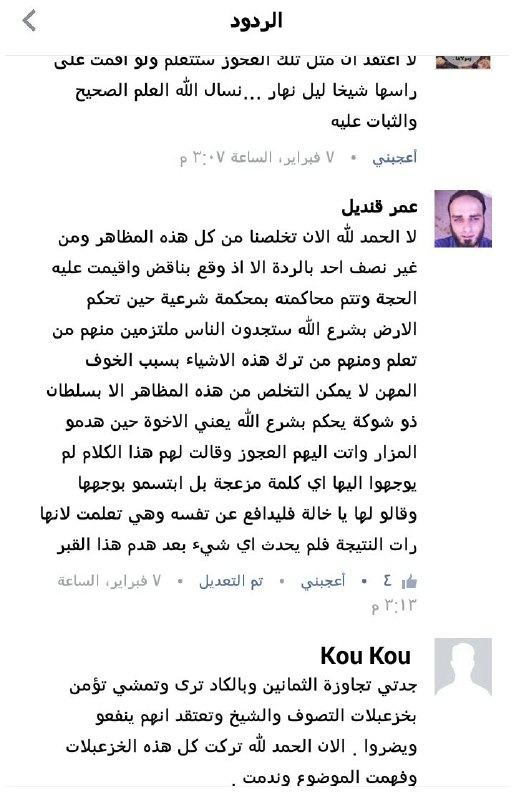 الردود
لا اعتقد ان مثل تلك العجوز ستتعلم ولو اقمت على
راسها شيخا ليل نهار ...نسال الله العلم الصحيح
والثبات عليه
أعجبني • ٧ فبراير، الساعة ٣:٠٧ م
عمر قنديل
لا الحمد لله الان تخلصنا من كل هذه المظاهر ومن
غير نصف احد بالردة الا اذ وقع بناقض واقيمت عليه
الحجة وتتم محاكمته بمحكمة شرعية حين تحكم
الارض بشرع الله ستجدون الناس ملتزمين منهم من
تعلم ومنهم من ترك هذه الاشياء بسبب الخوف
المهن لا يمكن التخلص من هذه المظاهر الا بسلطان
ذو شوكة يحكم بشرع الله يعني الاخوة حين هدمو
المزار واتت اليهم العجوز وقالت لهم هذا الكلام لم
يوجهوا اليها اي كلمة مزعجة بل ابتسمو بوجهها
وقالو لها يا خالة فليدافع عن تفسه وهي تعلمت لانها
رات النتيجة فلم يحدث اي شيء بعد هدم هذا القبر
٤ • أعجبني • تم التعديل • ٧ فبراير، الساعة
٣:١٣ م
Kou Kou
جدتي تجاوزة الثمانين وبالكاد ترى وتمشي تؤمن
بخزعبلات التصوف والشيخ وتعتقد انهم ينفعو
ويضروا . الان الحمد لله تركت كل هذه الخزعبلات
وفهمت الموضوع وندمت .